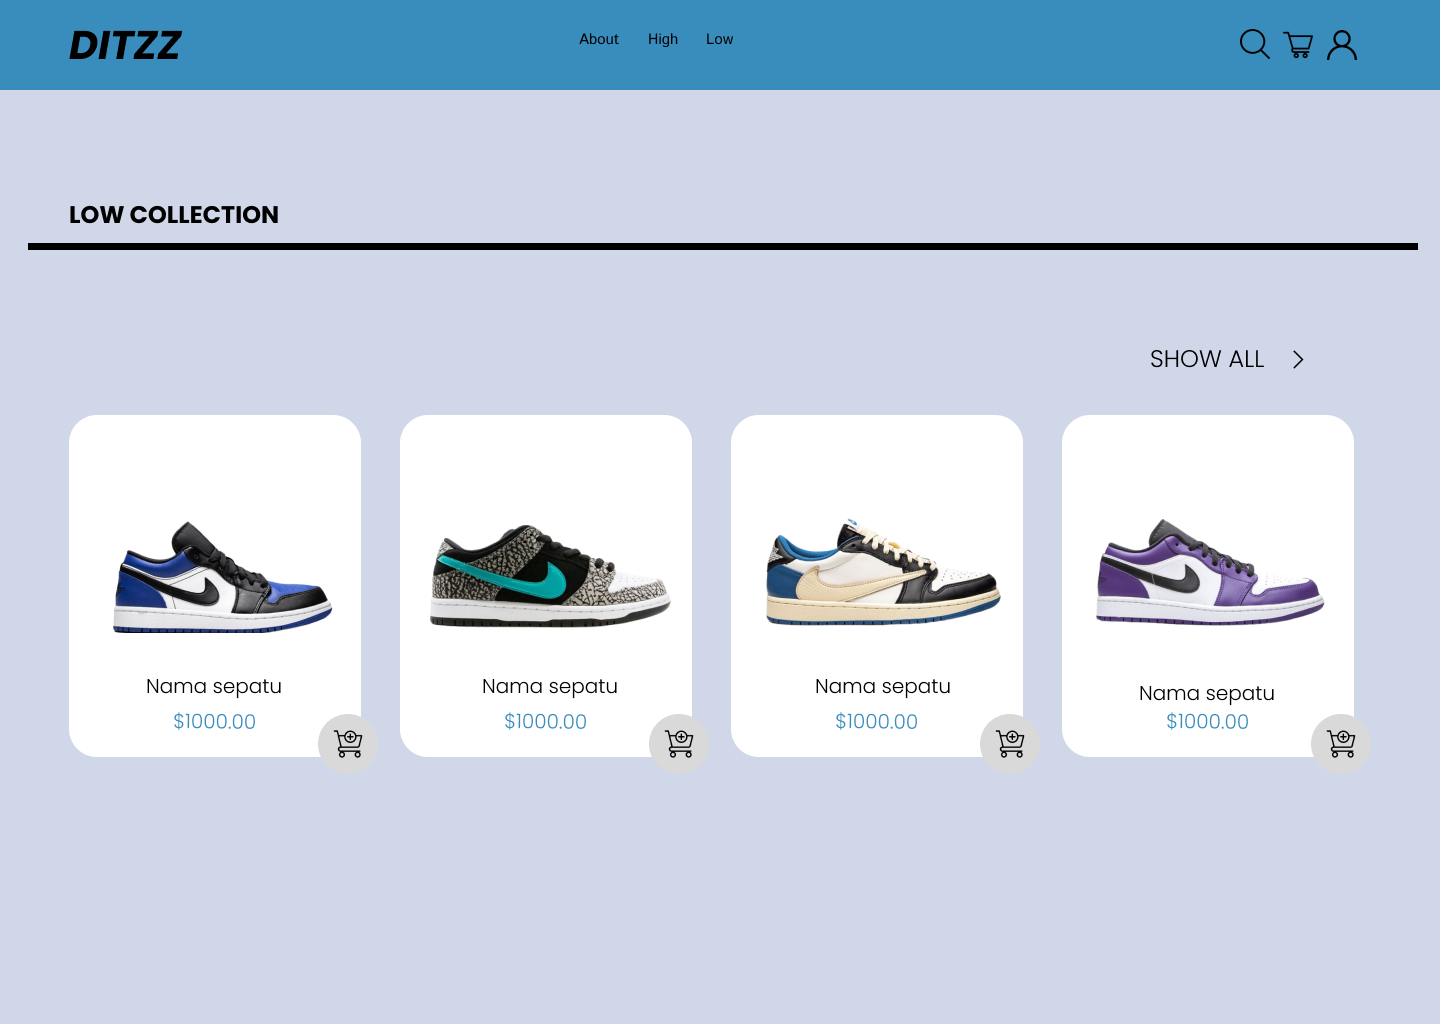 DITZZ
About High Low
LOW COLLECTION
SHOW ALL
Nama sepatu
$1000.00
Nama sepatu
$1000.00
Nama sepatu
$1000.00
Nama sepatu
$1000.00